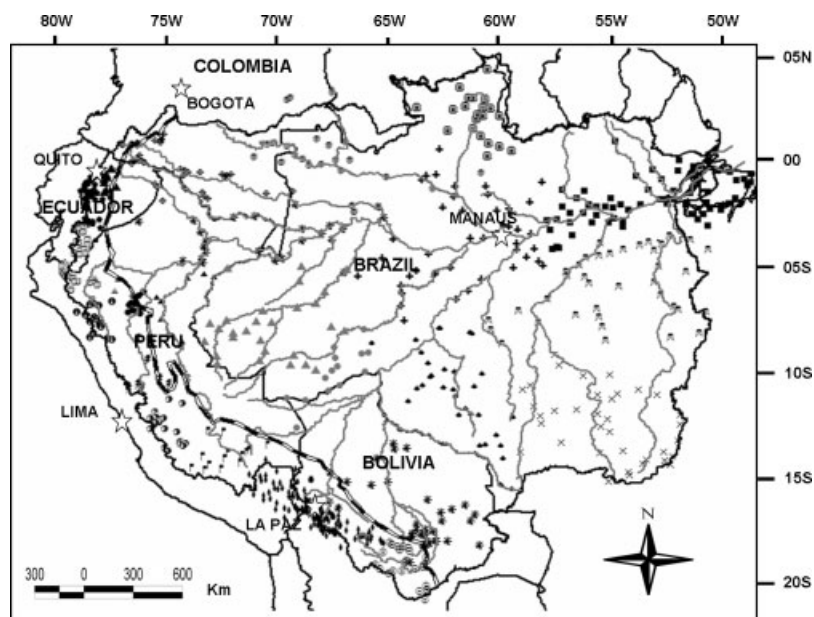 80W 75W 70W 65W 60W 55W 50W
05N
COLOMBIA
BOGOTA
QUITO
00
ECUADOR
MANAUS
BRAZIL
05S
PERU
10S
LIMA
BOLIVIA
15S
LA PAZ
N
300 0 300 600
Km
20S